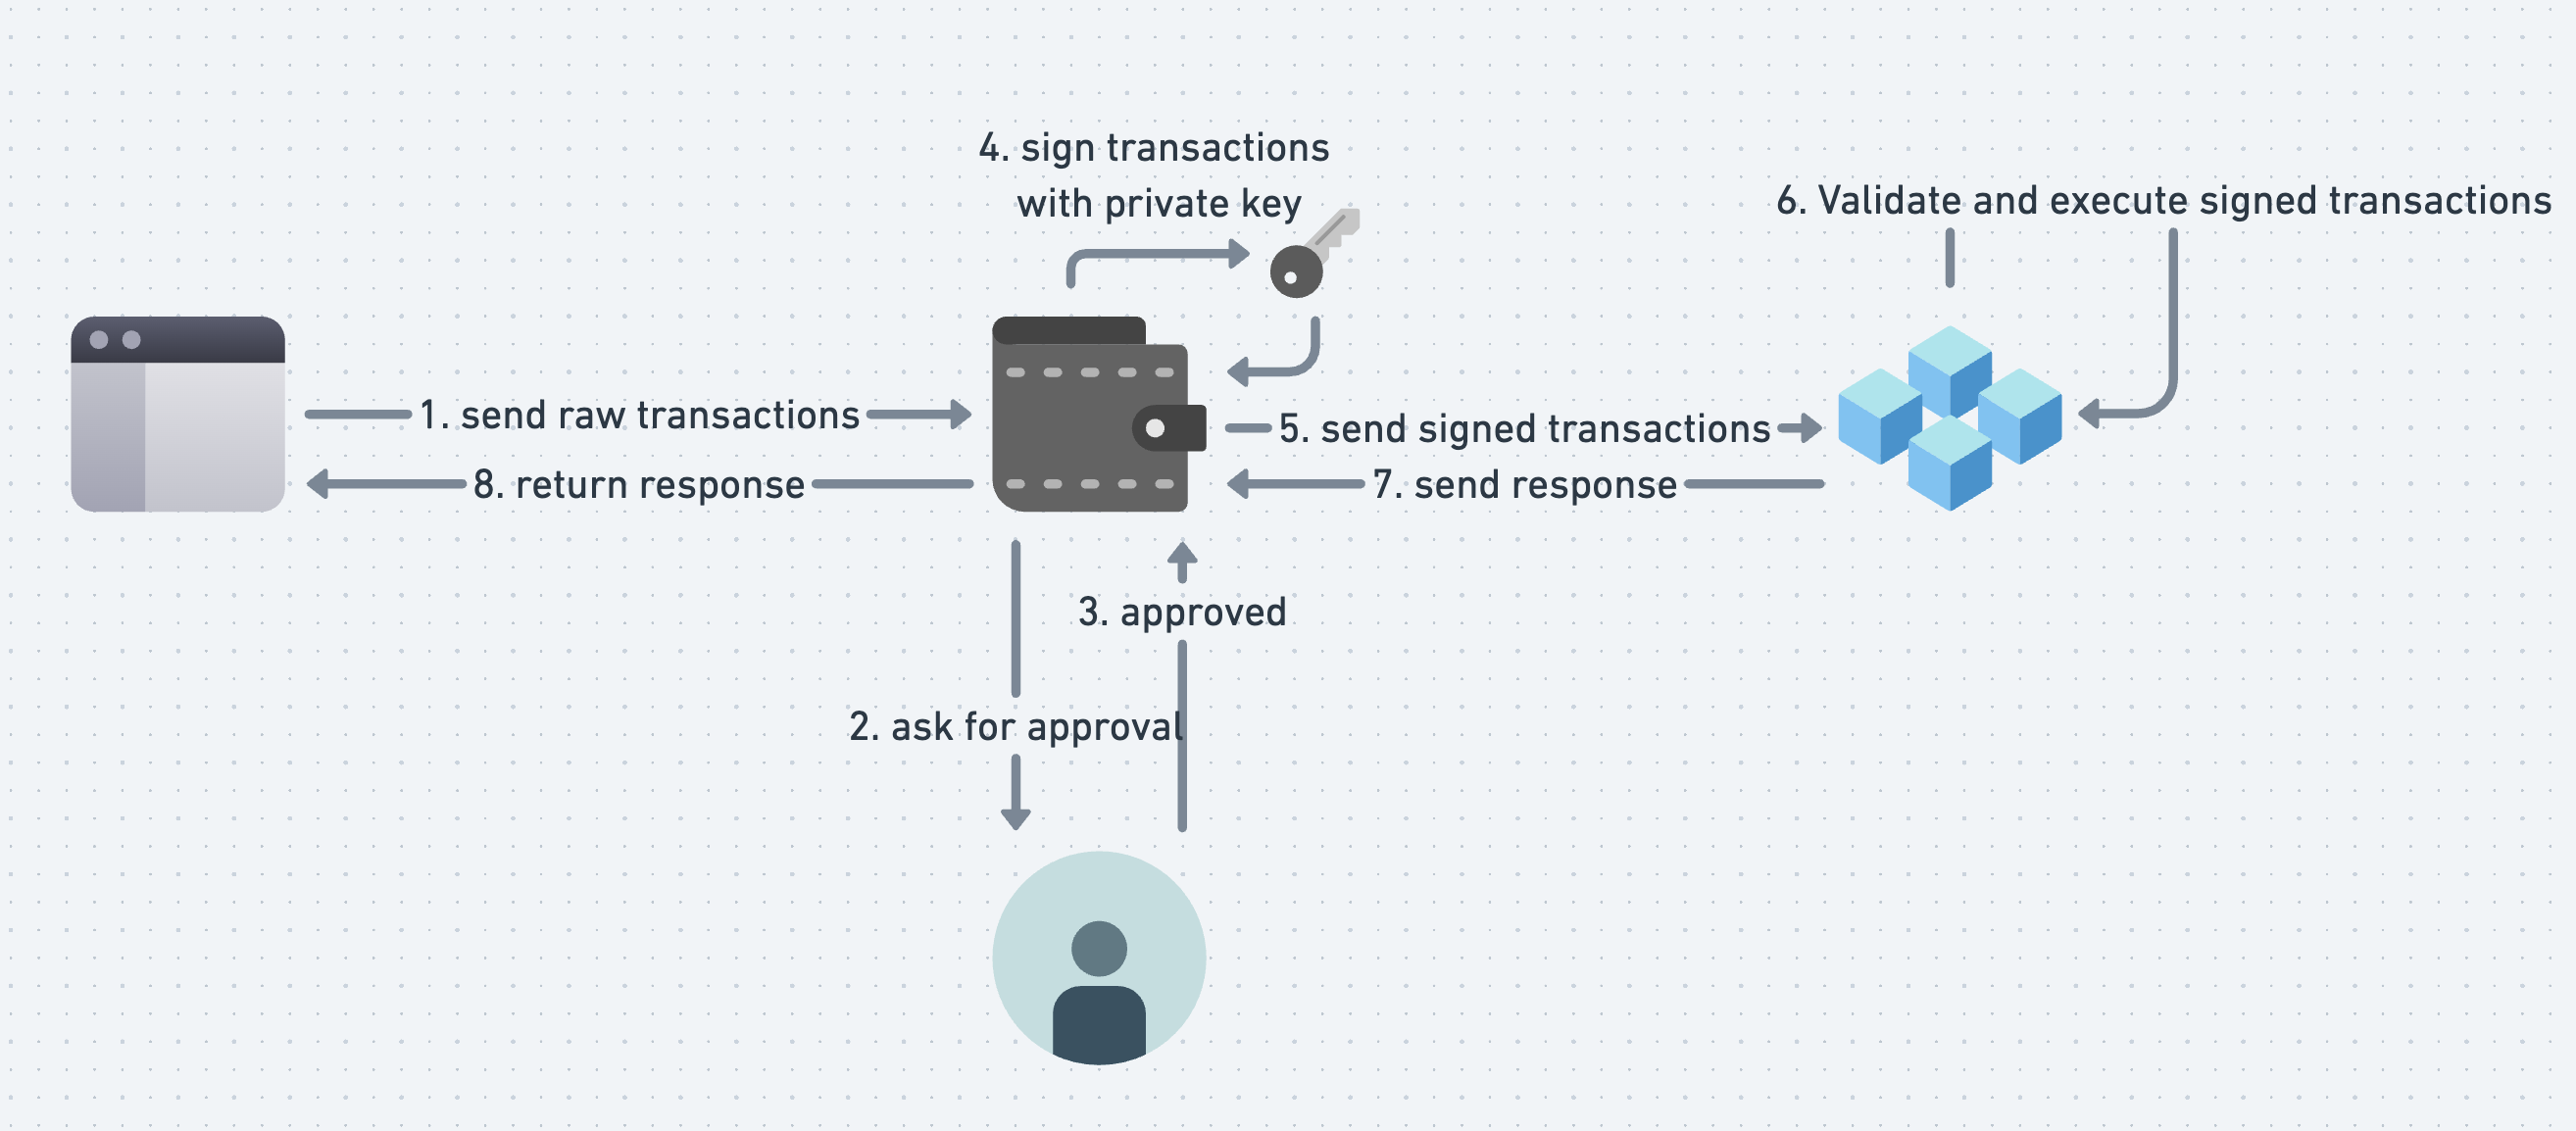 4. sign transactions
with private key
6. Validate and execute signed transactions
1. send raw transactions
5. send signed transactions
8. return response
7. send response
3. approved
2. ask for approval